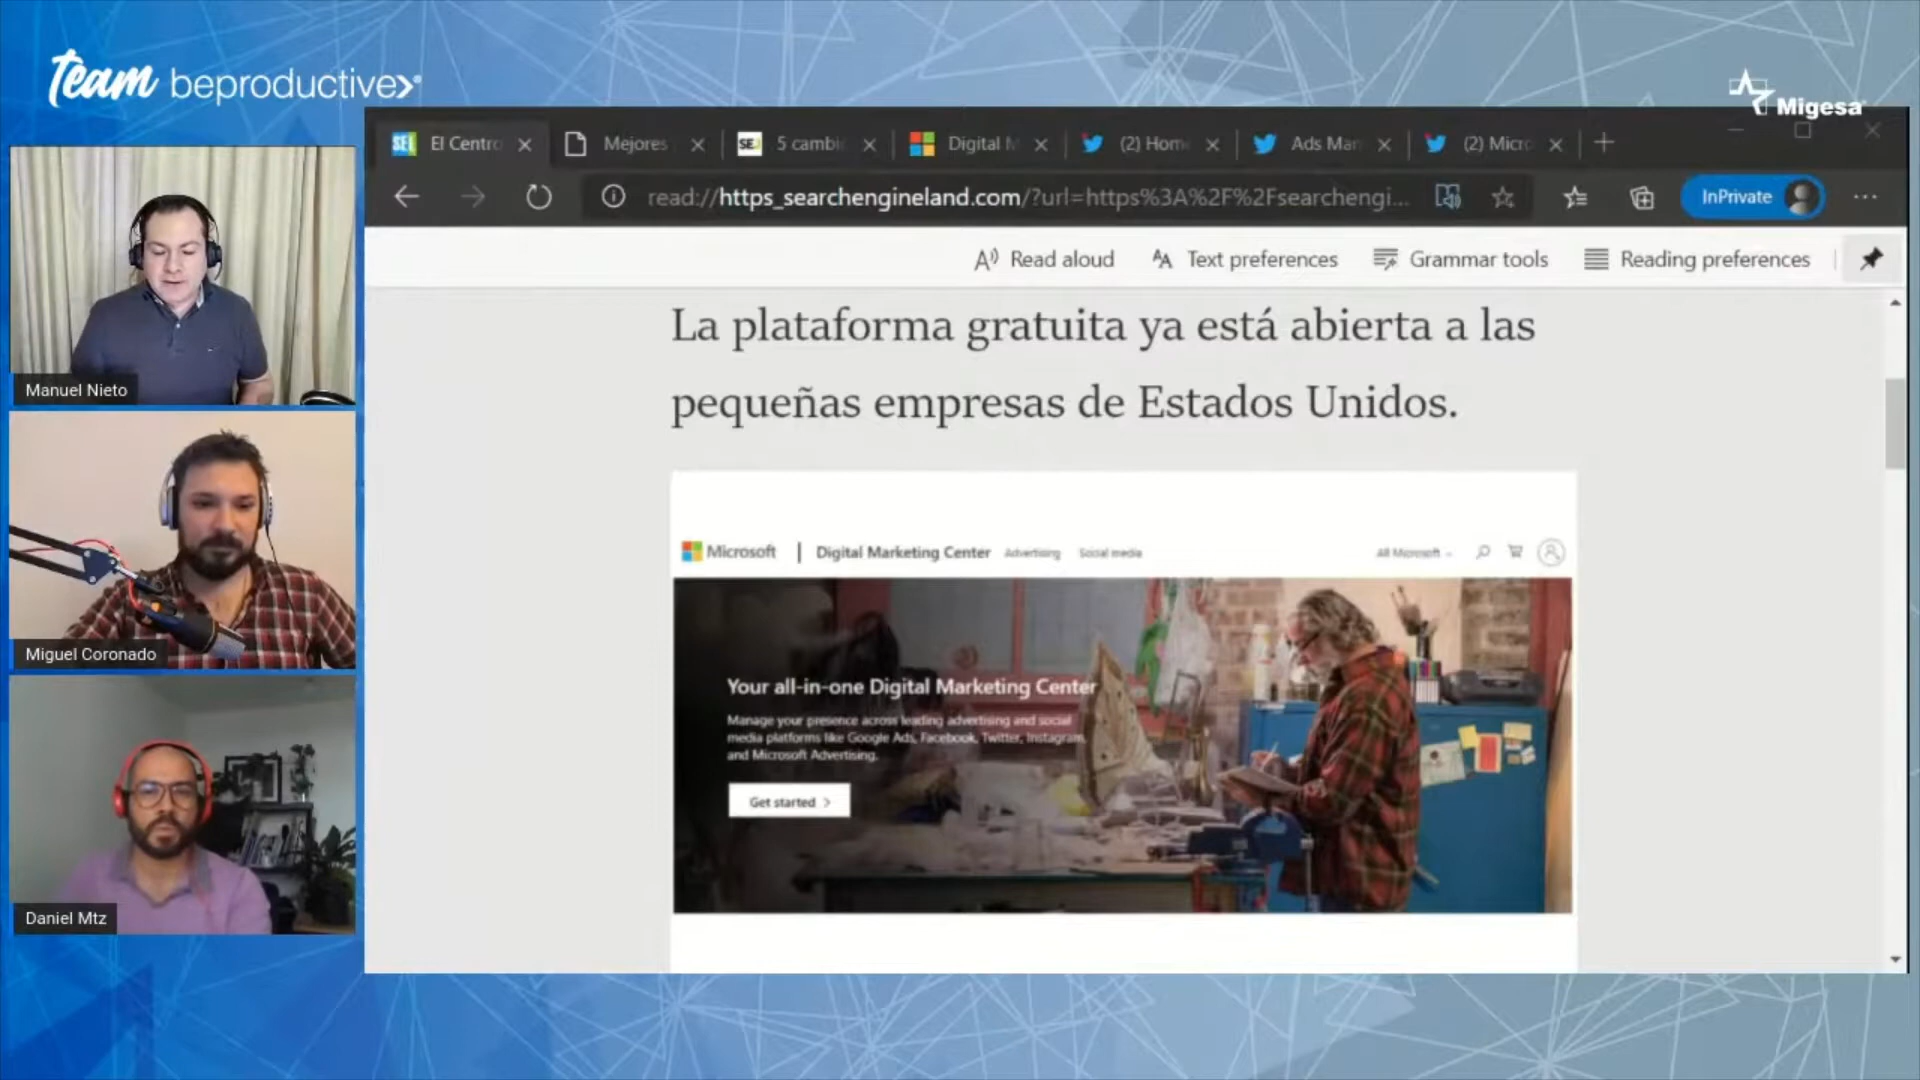 team beproductive
Migesa
El Centro
Mejores
SEJ 5 cambi
Digital M
(2) Home
Ads Man
(2) Micro
read://https_searchengineland.com/?url=https%3A%2F%2Fsearchengi...
InPrivate
Read aloud
Text preferences
Grammar tools
Reading preferences
La plataforma gratuita ya está abierta a las
pequeñas empresas de Estados Unidos.
Microsoft | Digital Marketing Center Advertising Social media All Microsoft
Your all-in-one Digital Marketing Center
Manage your presence across leading advertising and social
media platforms like Google Ads, Facebook, Twitter, Instagram,
and Microsoft Advertising.
Get started >
Manuel Nieto
Miguel Coronado
Daniel Mtz